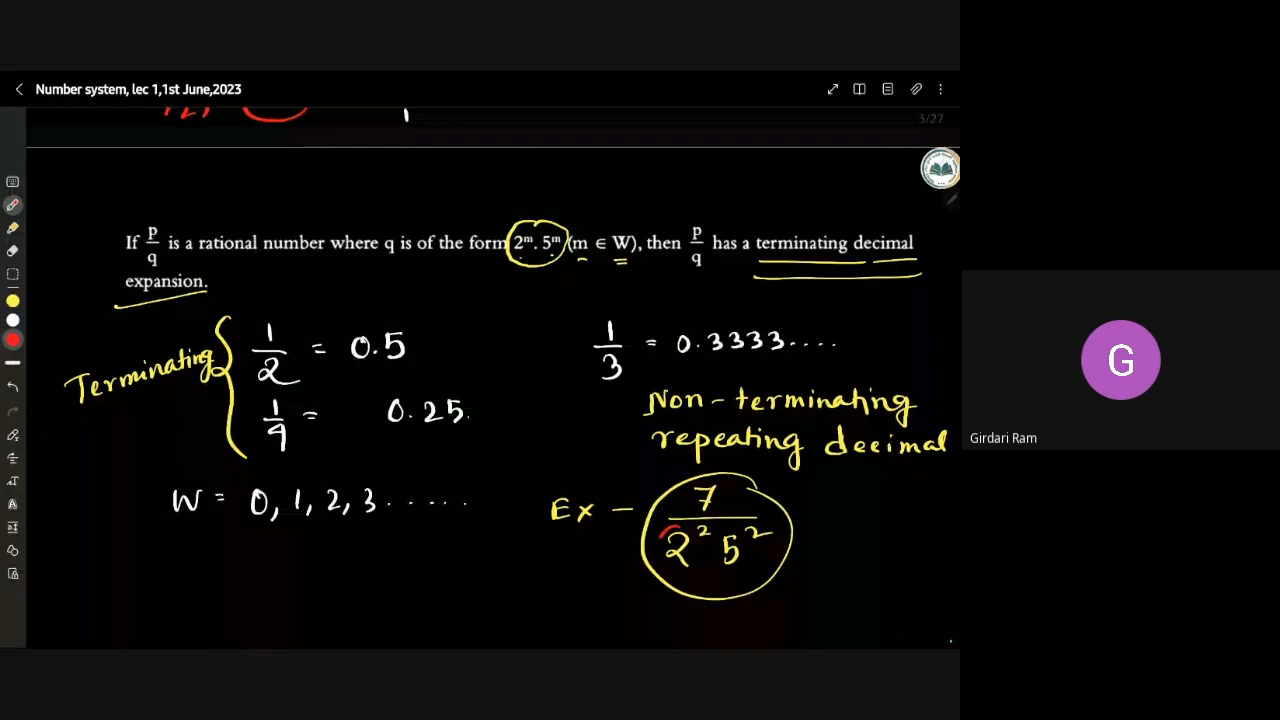 Number system, lec 1,1st June,2023
3/27
If p/q is a rational number where q is of the form 2ᵐ. 5ᵐ (m ∈ W), then p/q has a terminating decimal
expansion.
Terminating
1/2 = 0.5
1/4 = 0.25.
W = 0, 1, 2, 3 ......
1/3 = 0.3333....
Non-terminating
repeating decimal
Ex - 7/2² 5²
G
Girdari Ram